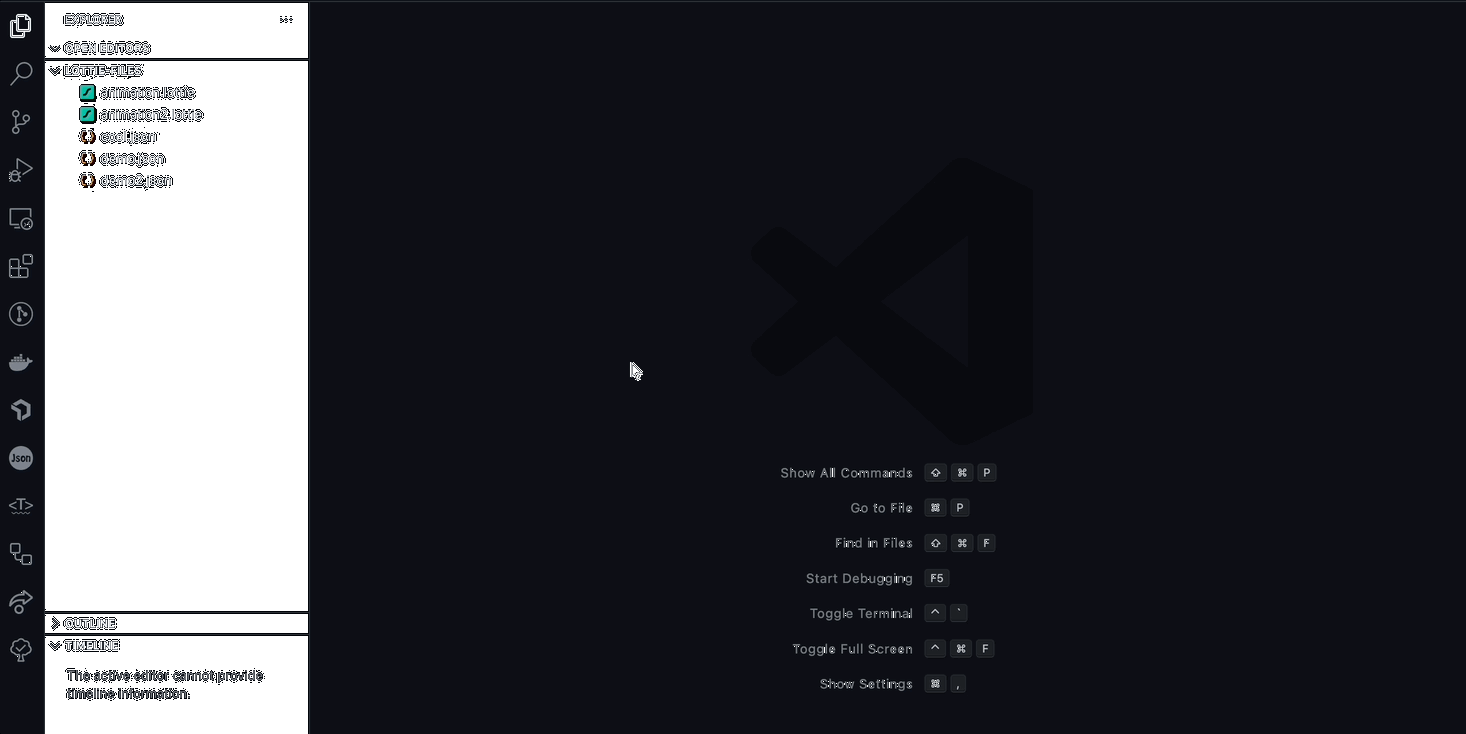 EXPLORER
OPEN EDITORS
LOTTIE-FILES
animation.lottie
animation2.lottie
cool.json
demo.json
demo2.json
Json
<T>
Show All Commands ⇧ ⌘ P
Go to File ⌘ P
Find in Files ⇧ ⌘ F
Start Debugging F5
Toggle Terminal ^ `
Toggle Full Screen ^ ⌘ F
Show Settings ⌘ ,
OUTLINE
TIMELINE
The active editor cannot provide
timeline information.